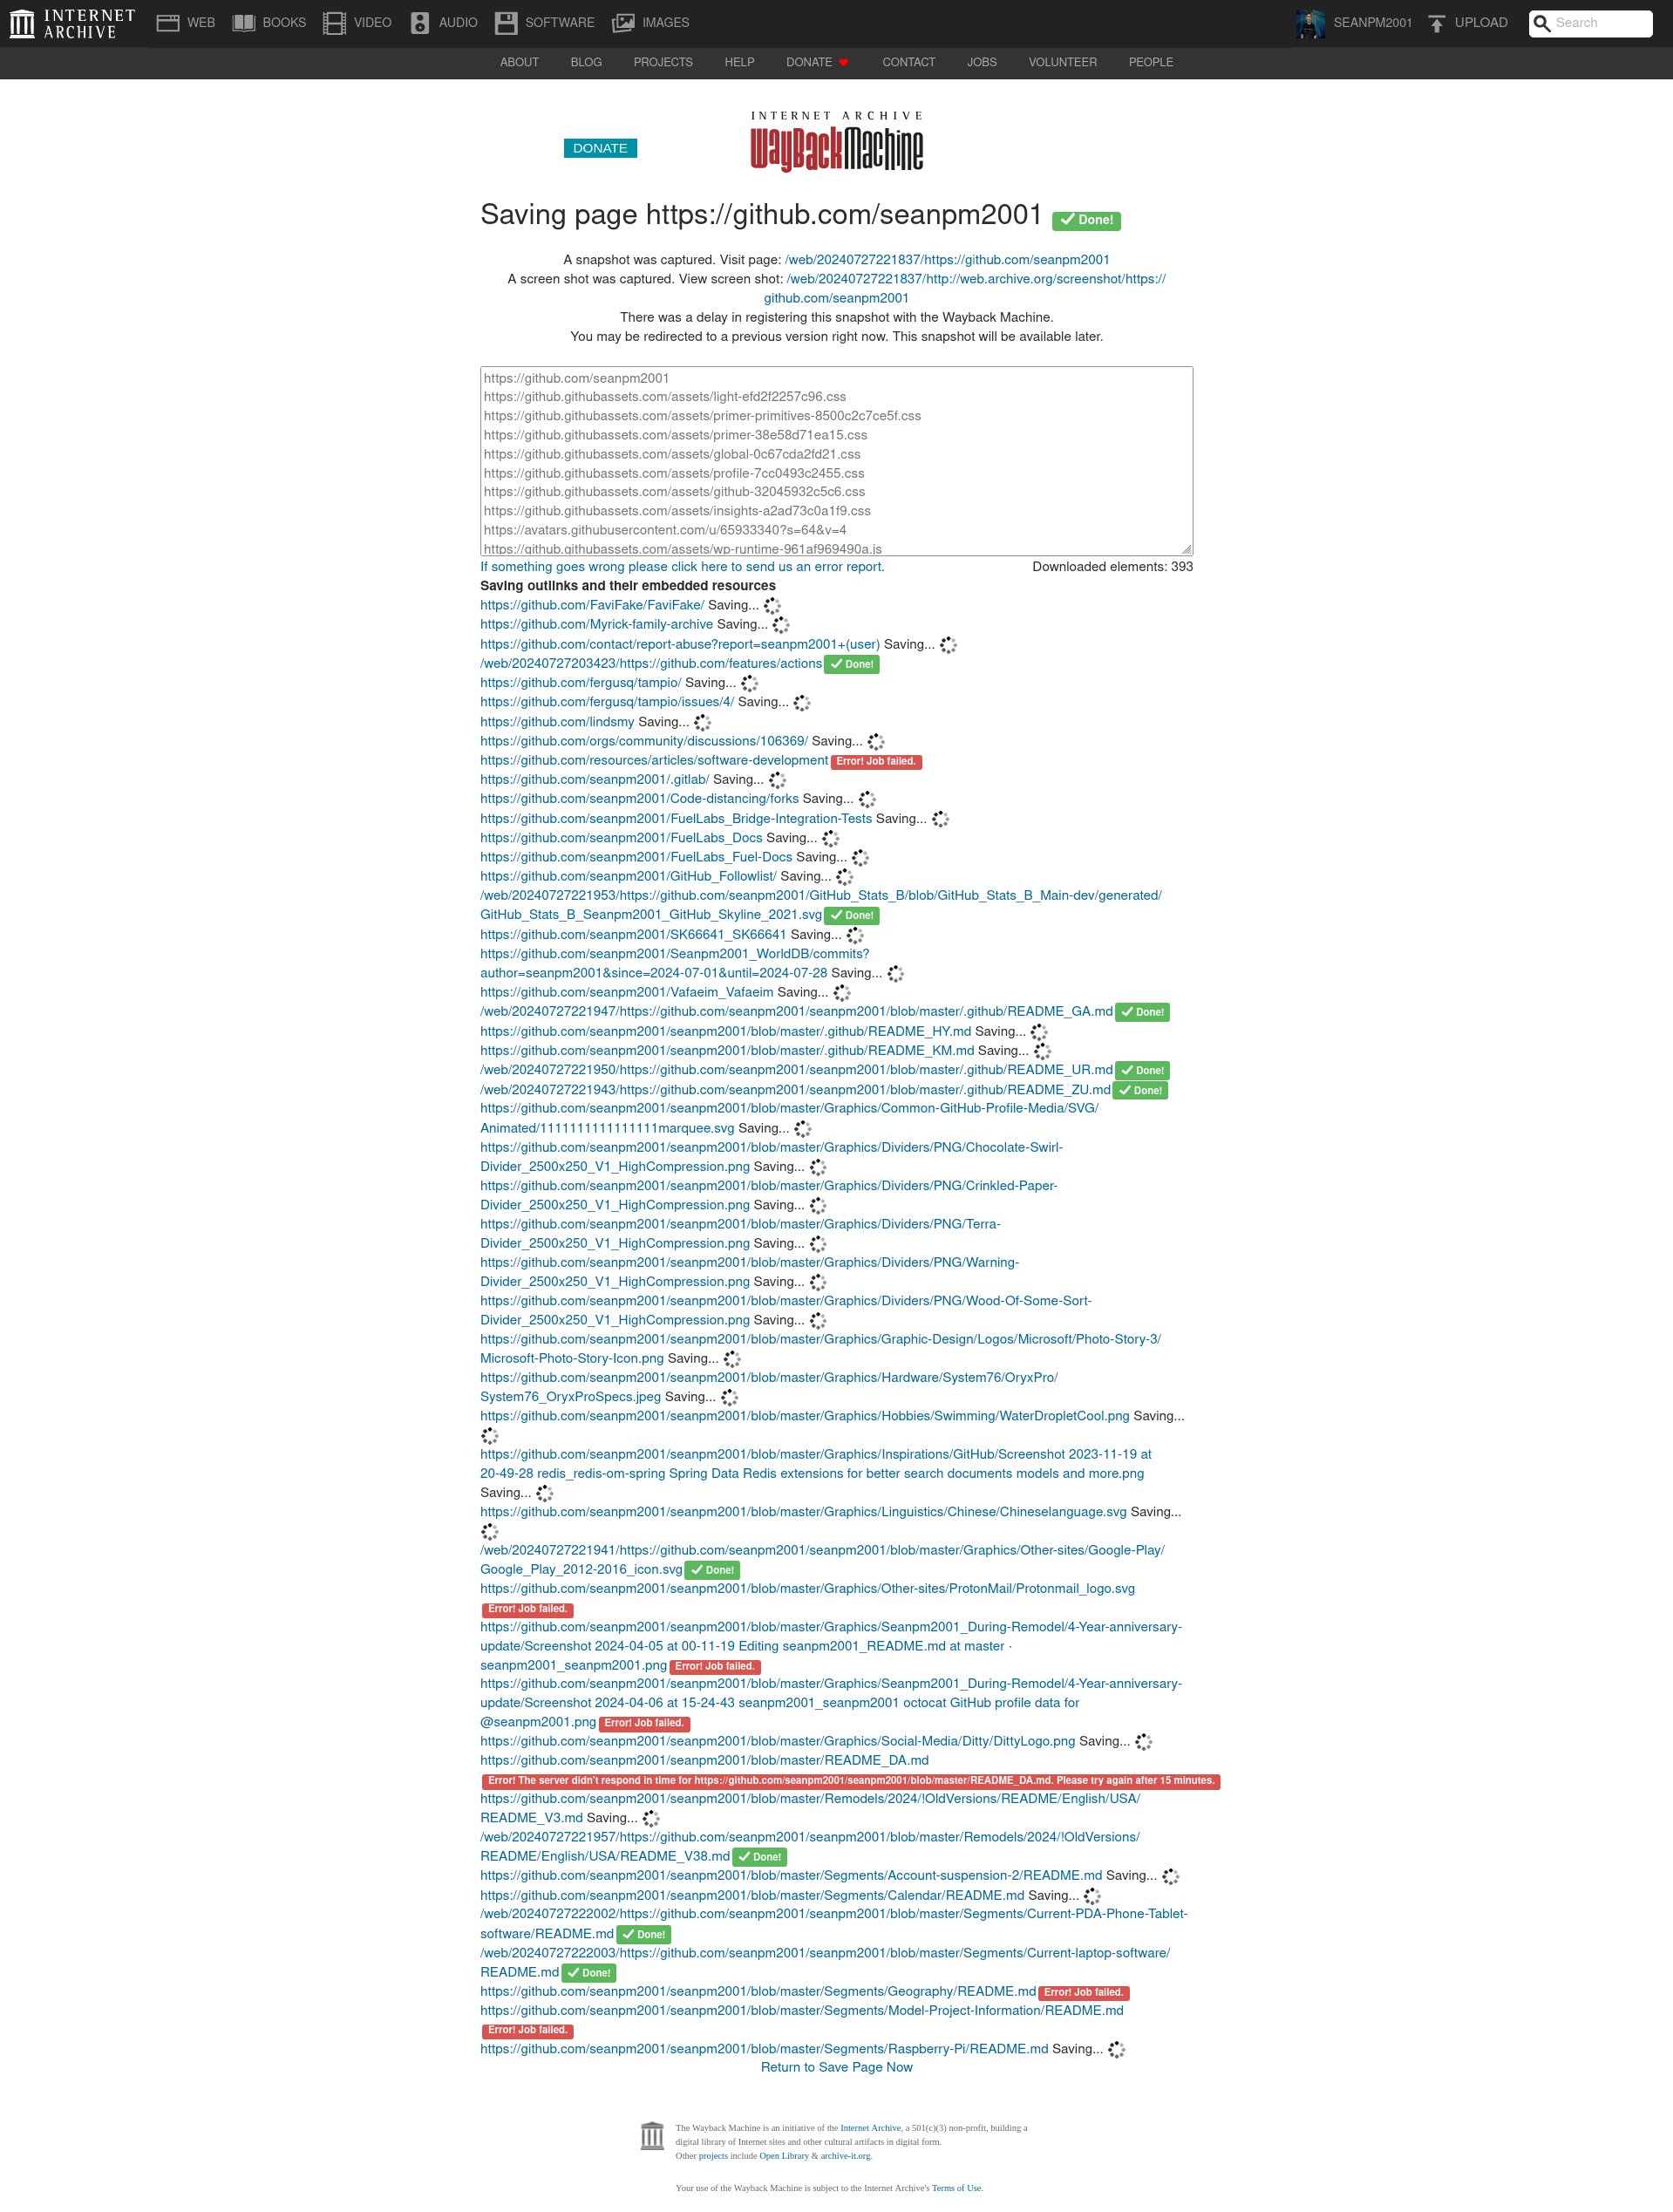 INTERNET ARCHIVE WEB BOOKS VIDEO AUDIO SOFTWARE IMAGES SEANPM2001 UPLOAD Search
ABOUT BLOG PROJECTS HELP DONATE CONTACT JOBS VOLUNTEER PEOPLE
INTERNET ARCHIVE
DONATE WayBackMachine
Saving page https://github.com/seanpm2001 Done!
A snapshot was captured. Visit page: /web/20240727221837/https://github.com/seanpm2001
A screen shot was captured. View screen shot: /web/20240727221837/http://web.archive.org/screenshot/https://
github.com/seanpm2001
There was a delay in registering this snapshot with the Wayback Machine.
You may be redirected to a previous version right now. This snapshot will be available later.
https://github.com/seanpm2001
https://github.githubassets.com/assets/light-efd2f2257c96.css
https://github.githubassets.com/assets/primer-primitives-8500c2c7ce5f.css
https://github.githubassets.com/assets/primer-38e58d71ea15.css
https://github.githubassets.com/assets/global-0c67cda2fd21.css
https://github.githubassets.com/assets/profile-7cc0493c2455.css
https://github.githubassets.com/assets/github-32045932c5c6.css
https://github.githubassets.com/assets/insights-a2ad73c0a1f9.css
https://avatars.githubusercontent.com/u/65933340?s=64&v=4
https://github.githubassets.com/assets/wp-runtime-961af969490a.js
If something goes wrong please click here to send us an error report. Downloaded elements: 393
Saving outlinks and their embedded resources
https://github.com/FaviFake/FaviFake/ Saving...
https://github.com/Myrick-family-archive Saving...
https://github.com/contact/report-abuse?report=seanpm2001+(user) Saving...
/web/20240727203423/https://github.com/features/actions Done!
https://github.com/fergusq/tampio/ Saving...
https://github.com/fergusq/tampio/issues/4/ Saving...
https://github.com/lindsmy Saving...
https://github.com/orgs/community/discussions/106369/ Saving...
https://github.com/resources/articles/software-development Error! Job failed.
https://github.com/seanpm2001/.gitlab/ Saving...
https://github.com/seanpm2001/Code-distancing/forks Saving...
https://github.com/seanpm2001/FuelLabs_Bridge-Integration-Tests Saving...
https://github.com/seanpm2001/FuelLabs_Docs Saving...
https://github.com/seanpm2001/FuelLabs_Fuel-Docs Saving...
https://github.com/seanpm2001/GitHub_Followlist/ Saving...
/web/20240727221953/https://github.com/seanpm2001/GitHub_Stats_B/blob/GitHub_Stats_B_Main-dev/generated/
GitHub_Stats_B_Seanpm2001_GitHub_Skyline_2021.svg Done!
https://github.com/seanpm2001/SK66641_SK66641 Saving...
https://github.com/seanpm2001/Seanpm2001_WorldDB/commits?
author=seanpm2001&since=2024-07-01&until=2024-07-28 Saving...
https://github.com/seanpm2001/Vafaeim_Vafaeim Saving...
/web/20240727221947/https://github.com/seanpm2001/seanpm2001/blob/master/.github/README_GA.md Done!
https://github.com/seanpm2001/seanpm2001/blob/master/.github/README_HY.md Saving...
https://github.com/seanpm2001/seanpm2001/blob/master/.github/README_KM.md Saving...
/web/20240727221950/https://github.com/seanpm2001/seanpm2001/blob/master/.github/README_UR.md Done!
/web/20240727221943/https://github.com/seanpm2001/seanpm2001/blob/master/.github/README_ZU.md Done!
https://github.com/seanpm2001/seanpm2001/blob/master/Graphics/Common-GitHub-Profile-Media/SVG/
Animated/1111111111111111marquee.svg Saving...
https://github.com/seanpm2001/seanpm2001/blob/master/Graphics/Dividers/PNG/Chocolate-Swirl-
Divider_2500x250_V1_HighCompression.png Saving...
https://github.com/seanpm2001/seanpm2001/blob/master/Graphics/Dividers/PNG/Crinkled-Paper-
Divider_2500x250_V1_HighCompression.png Saving...
https://github.com/seanpm2001/seanpm2001/blob/master/Graphics/Dividers/PNG/Terra-
Divider_2500x250_V1_HighCompression.png Saving...
https://github.com/seanpm2001/seanpm2001/blob/master/Graphics/Dividers/PNG/Warning-
Divider_2500x250_V1_HighCompression.png Saving...
https://github.com/seanpm2001/seanpm2001/blob/master/Graphics/Dividers/PNG/Wood-Of-Some-Sort-
Divider_2500x250_V1_HighCompression.png Saving...
https://github.com/seanpm2001/seanpm2001/blob/master/Graphics/Graphic-Design/Logos/Microsoft/Photo-Story-3/
Microsoft-Photo-Story-Icon.png Saving...
https://github.com/seanpm2001/seanpm2001/blob/master/Graphics/Hardware/System76/OryxPro/
System76_OryxProSpecs.jpeg Saving...
https://github.com/seanpm2001/seanpm2001/blob/master/Graphics/Hobbies/Swimming/WaterDropletCool.png Saving...
https://github.com/seanpm2001/seanpm2001/blob/master/Graphics/Inspirations/GitHub/Screenshot 2023-11-19 at
20-49-28 redis_redis-om-spring Spring Data Redis extensions for better search documents models and more.png
Saving...
https://github.com/seanpm2001/seanpm2001/blob/master/Graphics/Linguistics/Chinese/Chineselanguage.svg Saving...
/web/20240727221941/https://github.com/seanpm2001/seanpm2001/blob/master/Graphics/Other-sites/Google-Play/
Google_Play_2012-2016_icon.svg Done!
https://github.com/seanpm2001/seanpm2001/blob/master/Graphics/Other-sites/ProtonMail/Protonmail_logo.svg
Error! Job failed.
https://github.com/seanpm2001/seanpm2001/blob/master/Graphics/Seanpm2001_During-Remodel/4-Year-anniversary-
update/Screenshot 2024-04-05 at 00-11-19 Editing seanpm2001_README.md at master ·
seanpm2001_seanpm2001.png Error! Job failed.
https://github.com/seanpm2001/seanpm2001/blob/master/Graphics/Seanpm2001_During-Remodel/4-Year-anniversary-
update/Screenshot 2024-04-06 at 15-24-43 seanpm2001_seanpm2001 octocat GitHub profile data for
@seanpm2001.png Error! Job failed.
https://github.com/seanpm2001/seanpm2001/blob/master/Graphics/Social-Media/Ditty/DittyLogo.png Saving...
https://github.com/seanpm2001/seanpm2001/blob/master/README_DA.md
Error! The server didn't respond in time for https://github.com/seanpm2001/seanpm2001/blob/master/README_DA.md. Please try again after 15 minutes.
https://github.com/seanpm2001/seanpm2001/blob/master/Remodels/2024/!OldVersions/README/English/USA/
README_V3.md Saving...
/web/20240727221957/https://github.com/seanpm2001/seanpm2001/blob/master/Remodels/2024/!OldVersions/
README/English/USA/README_V38.md Done!
https://github.com/seanpm2001/seanpm2001/blob/master/Segments/Account-suspension-2/README.md Saving...
https://github.com/seanpm2001/seanpm2001/blob/master/Segments/Calendar/README.md Saving...
/web/20240727222002/https://github.com/seanpm2001/seanpm2001/blob/master/Segments/Current-PDA-Phone-Tablet-
software/README.md Done!
/web/20240727222003/https://github.com/seanpm2001/seanpm2001/blob/master/Segments/Current-laptop-software/
README.md Done!
https://github.com/seanpm2001/seanpm2001/blob/master/Segments/Geography/README.md Error! Job failed.
https://github.com/seanpm2001/seanpm2001/blob/master/Segments/Model-Project-Information/README.md
Error! Job failed.
https://github.com/seanpm2001/seanpm2001/blob/master/Segments/Raspberry-Pi/README.md Saving...
Return to Save Page Now
The Wayback Machine is an initiative of the Internet Archive, a 501(c)(3) non-profit, building a
digital library of Internet sites and other cultural artifacts in digital form.
Other projects include Open Library & archive-it.org.
Your use of the Wayback Machine is subject to the Internet Archive's Terms of Use.